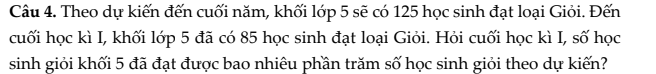 Câu 4. Theo dự kiến đến cuối năm, khối lớp 5 sẽ có 125 học sinh đạt loại Giỏi. Đến
cuối học kì I, khối lớp 5 đã có 85 học sinh đạt loại Giỏi. Hỏi cuối học kì I, số học
sinh giỏi khối 5 đã đạt được bao nhiêu phần trăm số học sinh giỏi theo dự kiến?